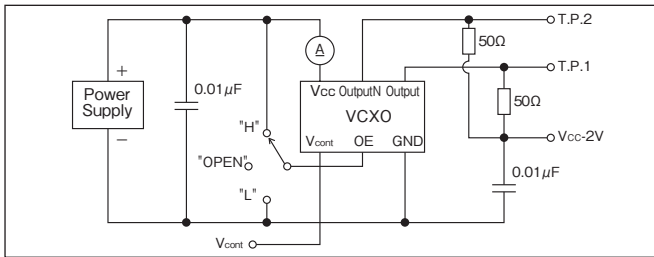 T.P.2
50Ω
A
T.P.1
+
Power
Supply
−
0.01μF
Vcc OutputN Output
VCXO
Vcont OE GND
50Ω
"H"
"OPEN"
"L"
Vcc-2V
0.01μF
Vcont